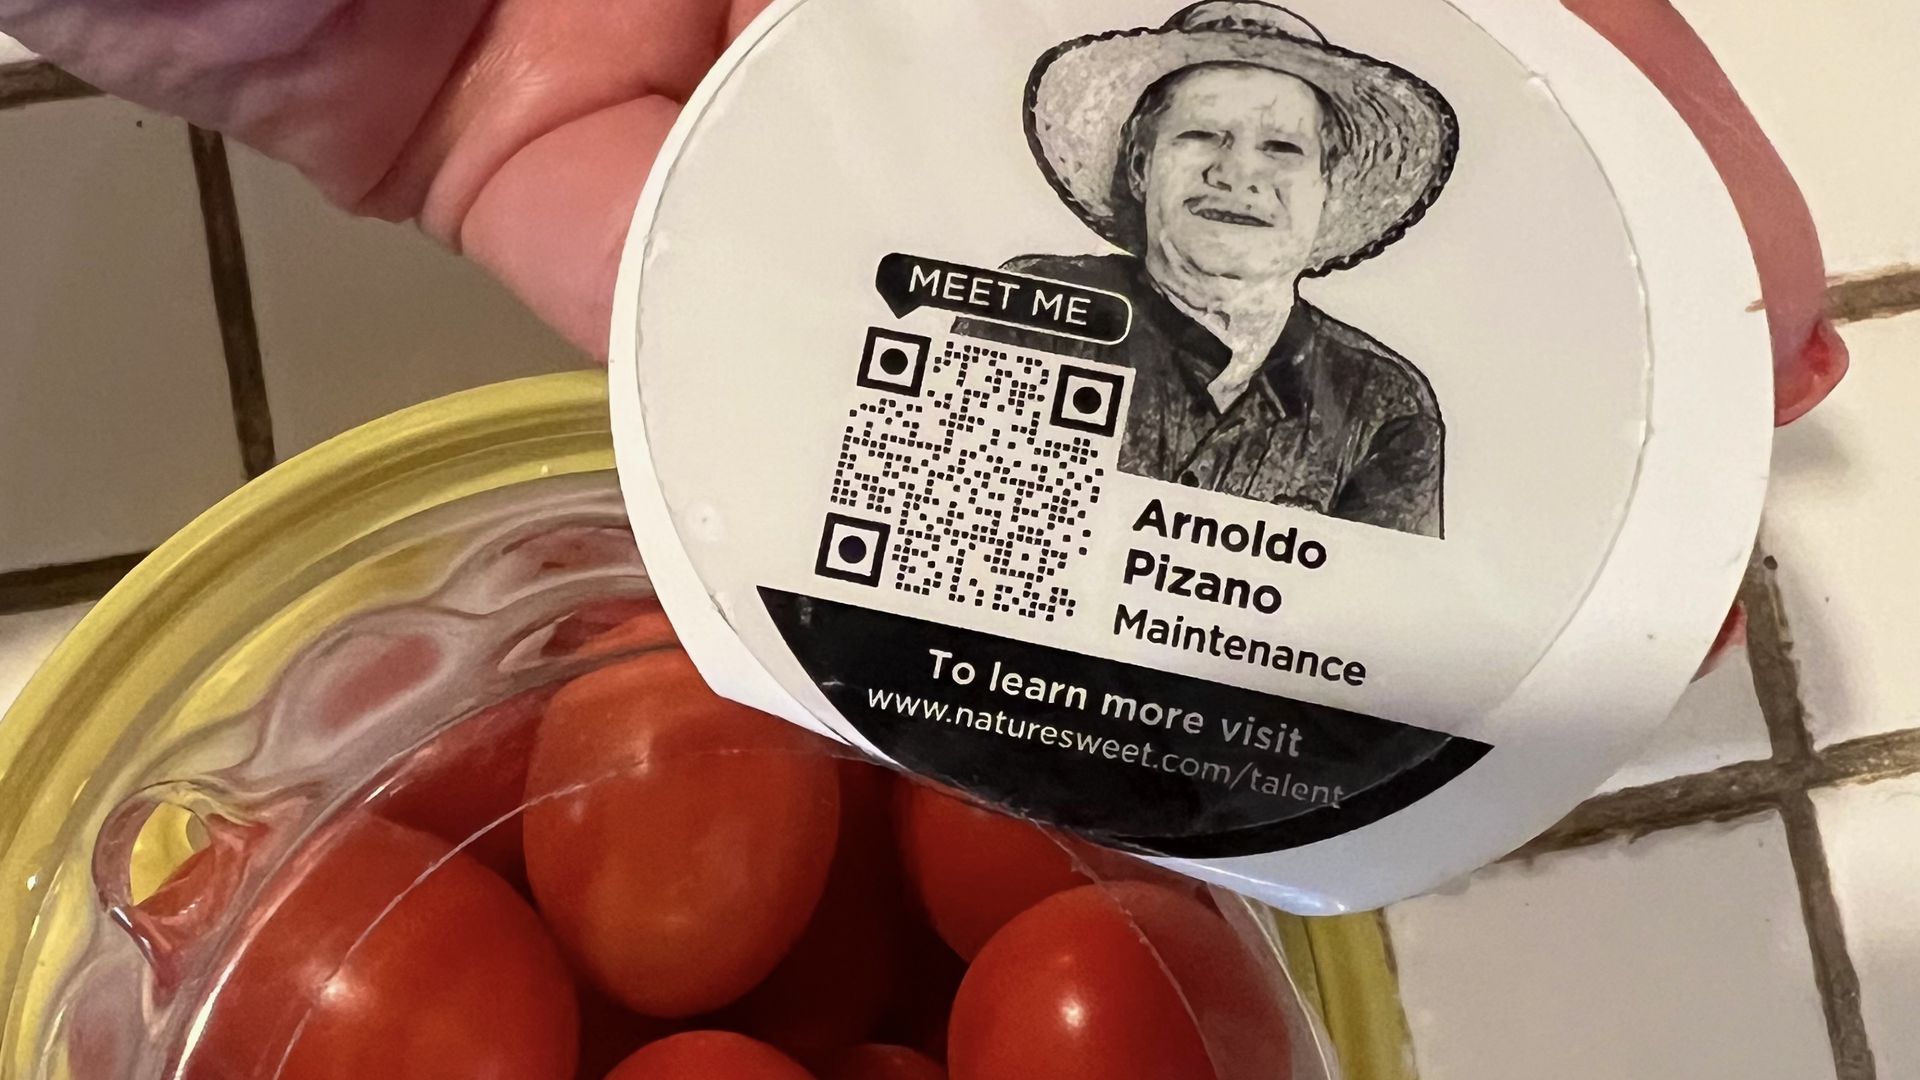 MEET ME
Arnoldo
Pizano
Maintenance
To learn more visit
www.naturesweet.com/talent